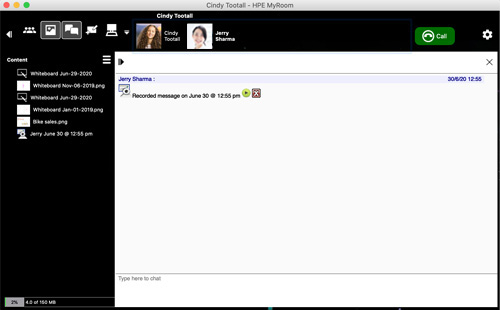 Cindy Tootall - HPE MyRoom
Cindy Tootall
Cindy
Tootall
Jerry
Sharma
Call
Content
Whiteboard Jun-29-2020
Whiteboard Nov-06-2019.png
Whiteboard Jun-29-2020
Whiteboard Jan-01-2019.png
Bike sales.png
Jerry June 30 @ 12:55 pm
Jerry Sharma :
30/6/20 12:55
Recorded message on June 30 @ 12:55 pm
Type here to chat
2%
4.0 of 150 MB